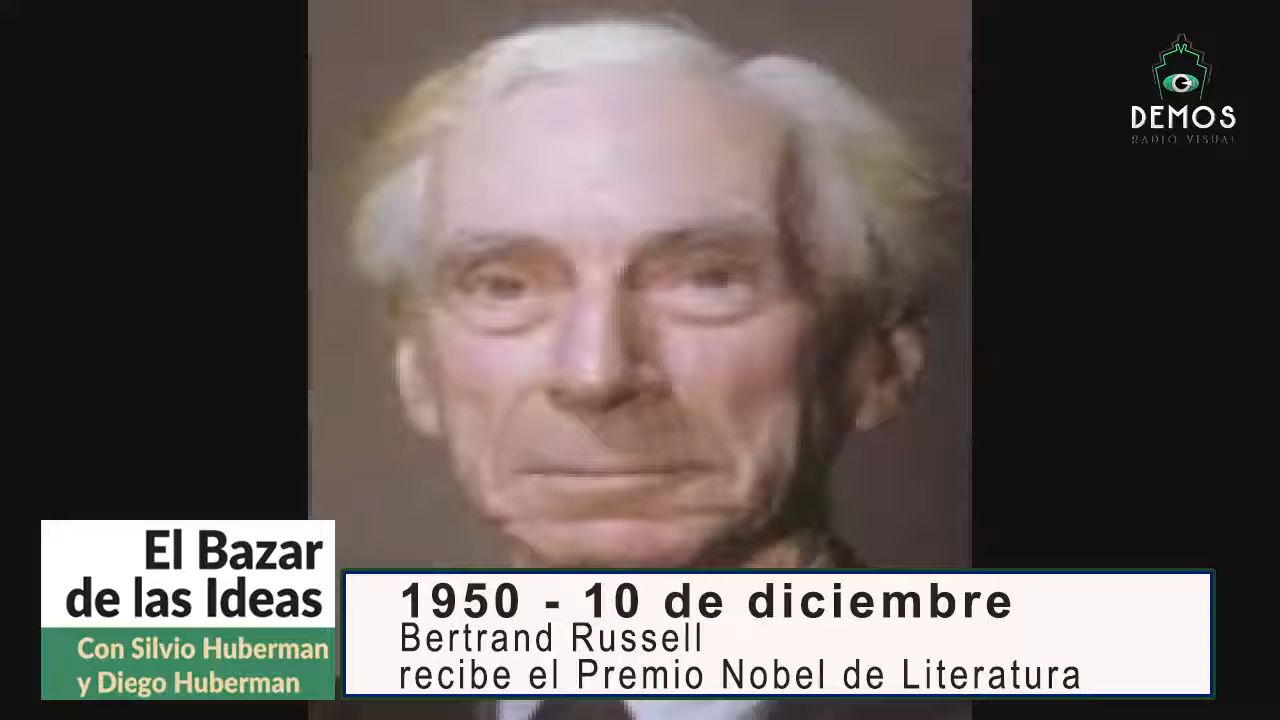 DEMOS
RADIO VISUAL
El Bazar
de las Ideas
Con Silvio Huberman
y Diego Huberman
1950 - 10 de diciembre
Bertrand Russell
recibe el Premio Nobel de Literatura